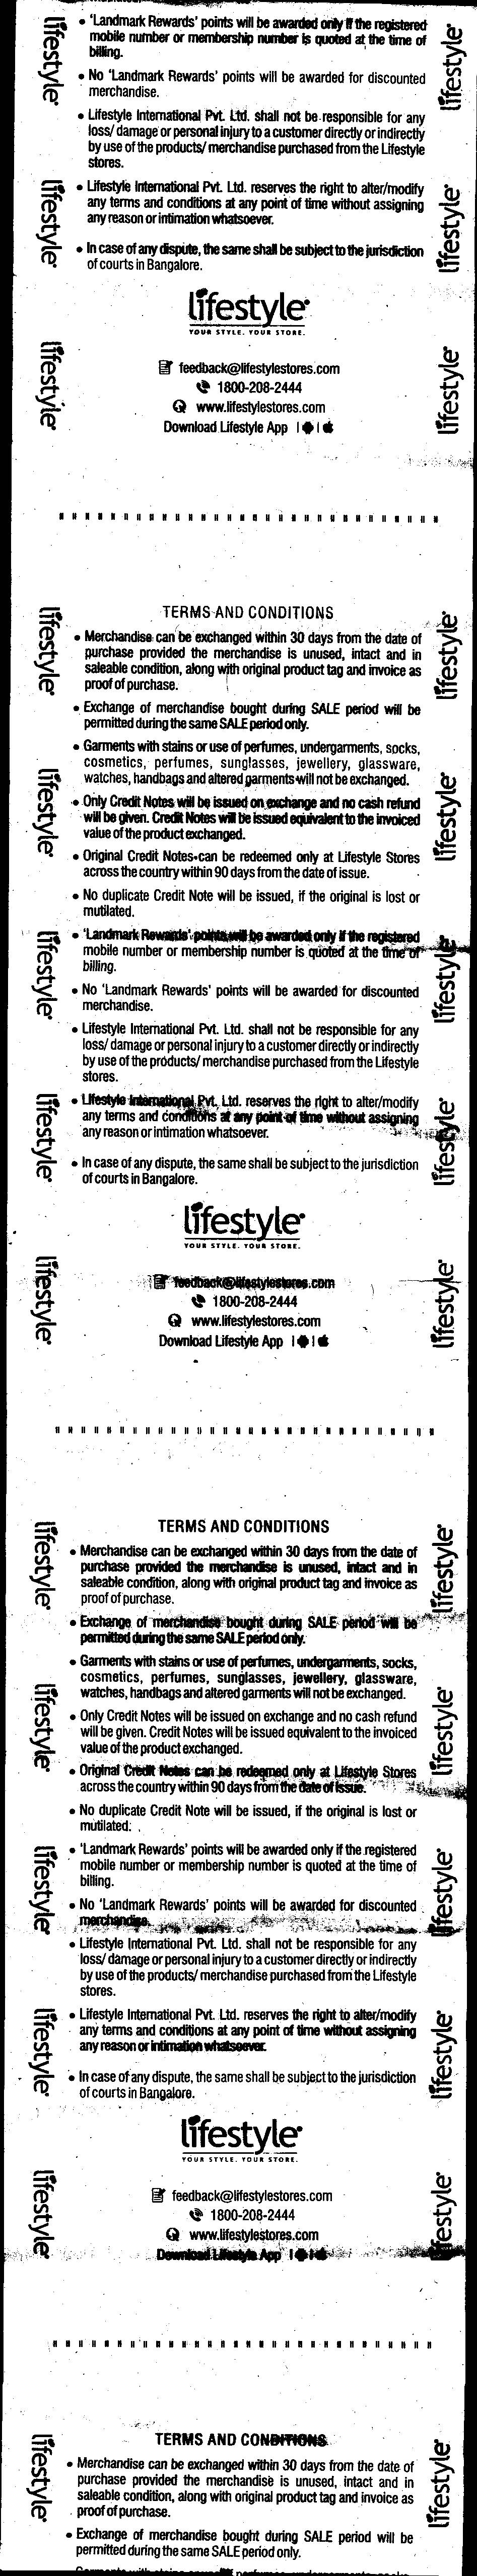 • 'Landmark Rewards' points will be awarded only if the registered
mobile number or membership number is quoted at the time of
billing.
• No 'Landmark Rewards' points will be awarded for discounted
merchandise.
• Lifestyle International Pvt. Ltd. shall not be responsible for any
loss/ damage or personal injury to a customer directly or indirectly
by use of the products/ merchandise purchased from the Lifestyle
stores.
• Lifestyle International Pvt. Ltd. reserves the right to alter/modify
any terms and conditions at any point of time without assigning
any reason or intimation whatsoever.
• In case of any dispute, the same shall be subject to the jurisdiction
of courts in Bangalore.
lifestyle
YOUR STYLE. YOUR STORE.
feedback@lifestylestores.com
1800-208-2444
www.lifestylestores.com
Download Lifestyle App
lifestyle
lifestyle
lifestyle
lifestyle
lifestyle
lifestyle
TERMS AND CONDITIONS
• Merchandise can be exchanged within 30 days from the date of
purchase provided the merchandise is unused, intact and in
saleable condition, along with original product tag and invoice as
proof of purchase.
• Exchange of merchandise bought during SALE period will be
permitted during the same SALE period only.
• Garments with stains or use of perfumes, undergarments, socks,
cosmetics, perfumes, sunglasses, jewellery, glassware,
watches, handbags and altered garments will not be exchanged.
• Only Credit Notes will be issued on exchange and no cash refund
will be given. Credit Notes will be issued equivalent to the invoiced
value of the product exchanged.
• Original Credit Notes can be redeemed only at Lifestyle Stores
across the country within 90 days from the date of issue.
• No duplicate Credit Note will be issued, if the original is lost or
mutilated.
• 'Landmark Rewards' points will be awarded only if the registered
mobile number or membership number is quoted at the time of
billing.
• No 'Landmark Rewards' points will be awarded for discounted
merchandise.
• Lifestyle International Pvt. Ltd. shall not be responsible for any
loss/ damage or personal injury to a customer directly or indirectly
by use of the products/ merchandise purchased from the Lifestyle
stores.
• Lifestyle International Pvt. Ltd. reserves the right to alter/modify
any terms and conditions at any point of time without assigning
any reason or intimation whatsoever.
• In case of any dispute, the same shall be subject to the jurisdiction
of courts in Bangalore.
lifestyle
YOUR STYLE. YOUR STORE.
feedback@lifestylestores.com
1800-208-2444
www.lifestylestores.com
Download Lifestyle App
lifestyle
lifestyle
lifestyle
lifestyle
lifestyle
lifestyle
lifestyle
lifestyle
lifestyle
lifestyle
TERMS AND CONDITIONS
• Merchandise can be exchanged within 30 days from the date of
purchase provided the merchandise is unused, intact and in
saleable condition, along with original product tag and invoice as
proof of purchase.
• Exchange of merchandise bought during SALE period will be
permitted during the same SALE period only.
• Garments with stains or use of perfumes, undergarments, socks,
cosmetics, perfumes, sunglasses, jewellery, glassware,
watches, handbags and altered garments will not be exchanged.
• Only Credit Notes will be issued on exchange and no cash refund
will be given. Credit Notes will be issued equivalent to the invoiced
value of the product exchanged.
• Original Credit Notes can be redeemed only at Lifestyle Stores
across the country within 90 days from the date of issue.
• No duplicate Credit Note will be issued, if the original is lost or
mutilated.
• 'Landmark Rewards' points will be awarded only if the registered
mobile number or membership number is quoted at the time of
billing.
• No 'Landmark Rewards' points will be awarded for discounted
merchandise.
• Lifestyle International Pvt. Ltd. shall not be responsible for any
loss/ damage or personal injury to a customer directly or indirectly
by use of the products/ merchandise purchased from the Lifestyle
stores.
• Lifestyle International Pvt. Ltd. reserves the right to alter/modify
any terms and conditions at any point of time without assigning
any reason or intimation whatsoever.
• In case of any dispute, the same shall be subject to the jurisdiction
of courts in Bangalore.
lifestyle
YOUR STYLE. YOUR STORE.
feedback@lifestylestores.com
1800-208-2444
www.lifestylestores.com
Download Lifestyle App
lifestyle
lifestyle
lifestyle
lifestyle
lifestyle
lifestyle
lifestyle
lifestyle
lifestyle
lifestyle
TERMS AND CONDITIONS
• Merchandise can be exchanged within 30 days from the date of
purchase provided the merchandise is unused, intact and in
saleable condition, along with original product tag and invoice as
proof of purchase.
• Exchange of merchandise bought during SALE period will be
permitted during the same SALE period only.
lifestyle
lifestyle